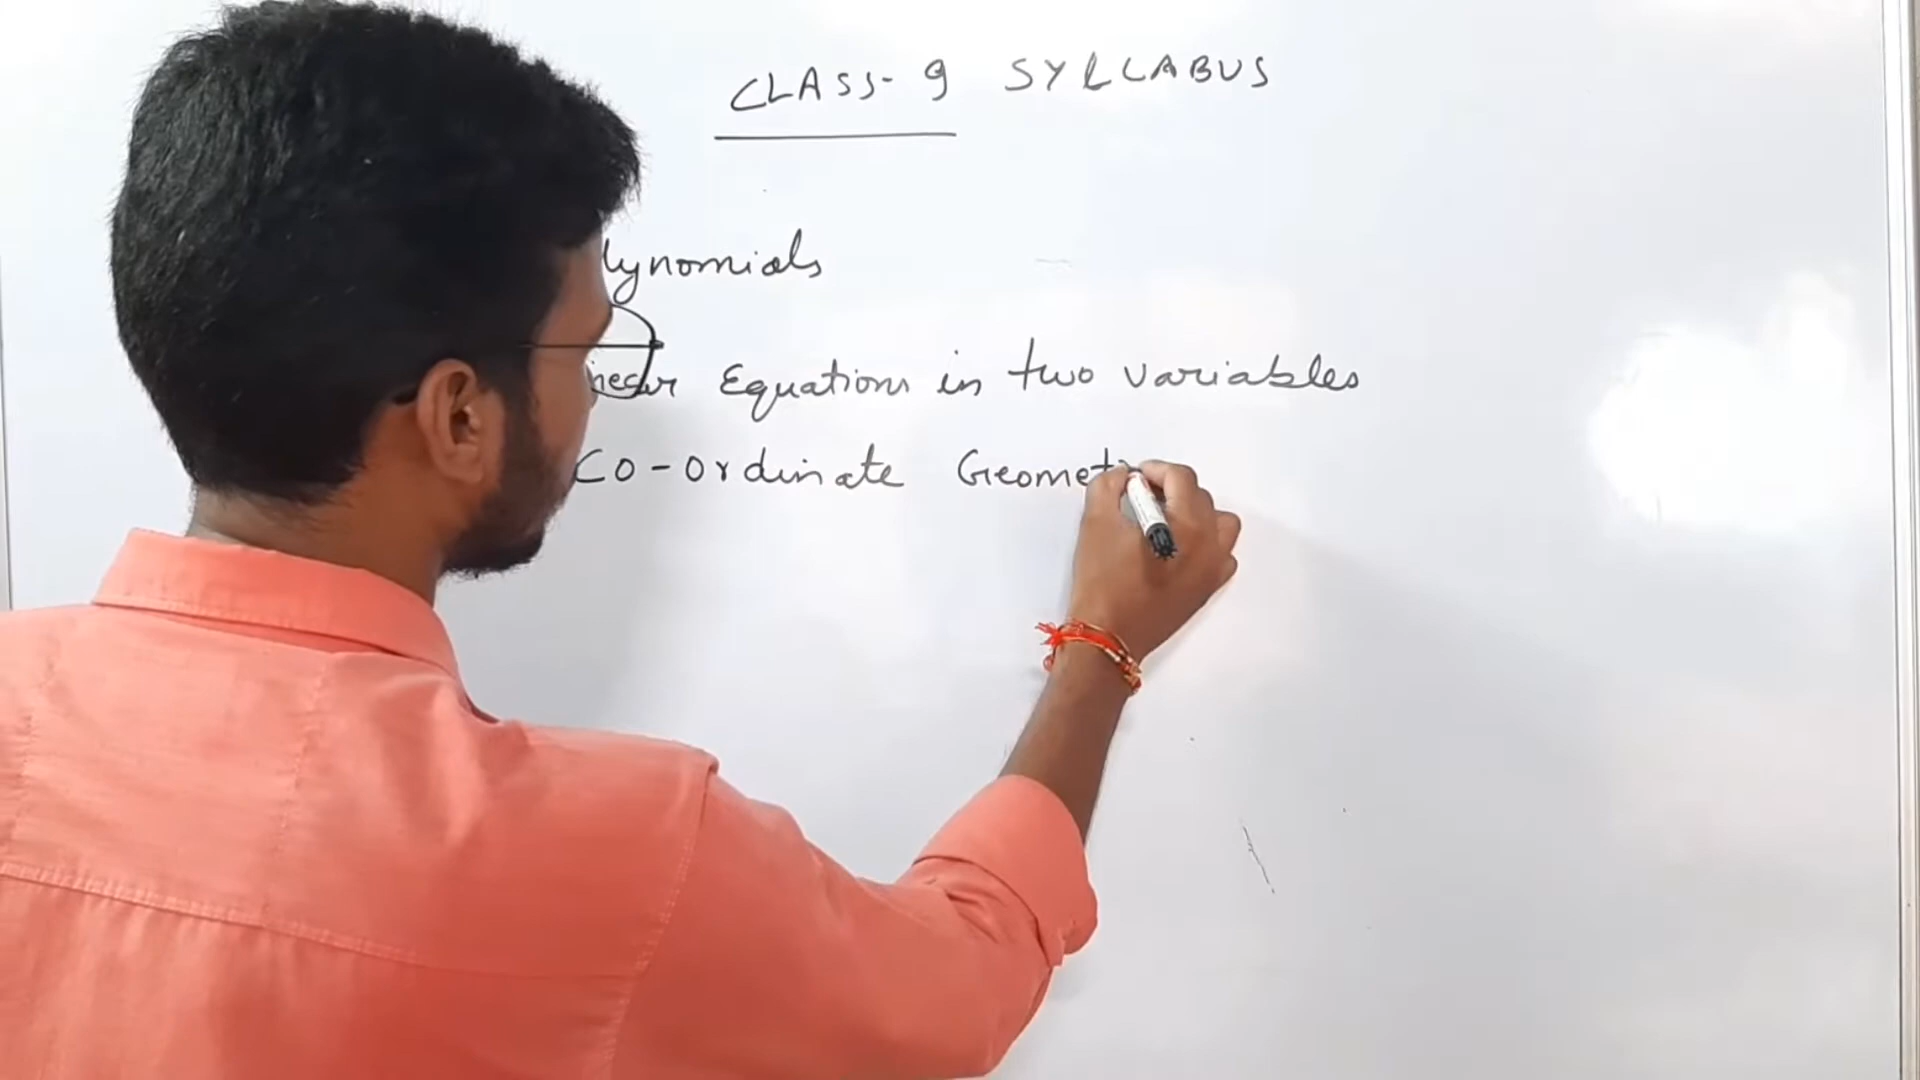 CLASS-9 SYLLABUS
lynomials
near Equations in two variables
Co-ordinate Geomet